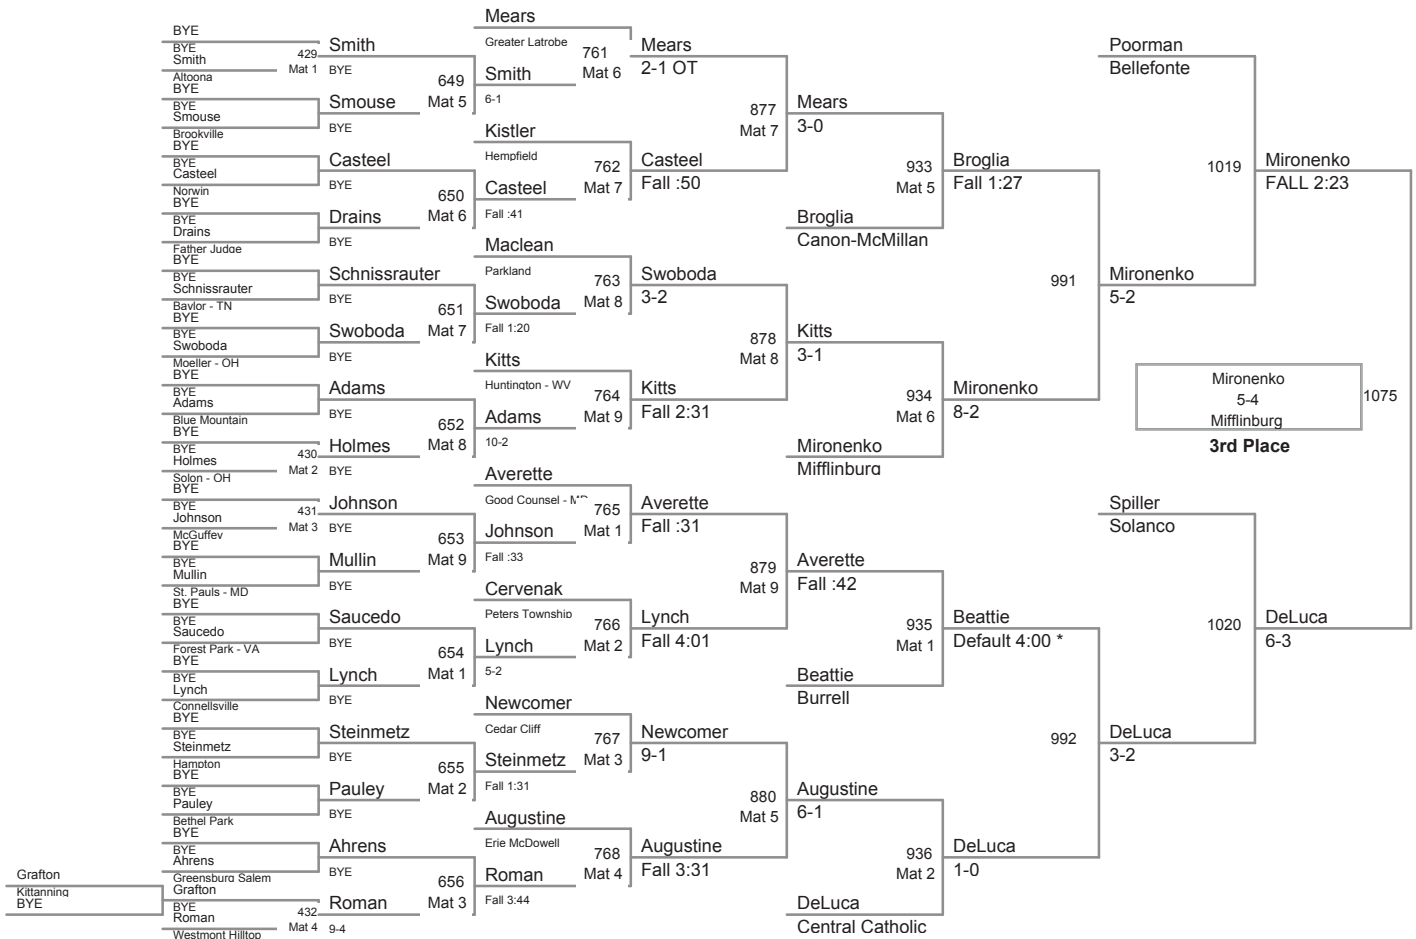 Grafton
Kittanning
BYE
BYE
BYE
Smith
429
Mat 1
Altoona
BYE
BYE
Smouse
Brookville
BYE
BYE
Casteel
Norwin
BYE
BYE
Drains
Father Judge
BYE
BYE
Schnissrauter
Baylor - TN
BYE
BYE
Swoboda
Moeller - OH
BYE
BYE
Adams
Blue Mountain
BYE
BYE
Holmes
430
Mat 2
Solon - OH
BYE
BYE
Johnson
431
Mat 3
McGuffey
BYE
BYE
Mullin
St. Pauls - MD
BYE
BYE
Saucedo
Forest Park - VA
BYE
BYE
Lynch
Connellsville
BYE
BYE
Steinmetz
Hampton
BYE
BYE
Pauley
Bethel Park
BYE
BYE
Ahrens
Greensburg Salem
Grafton
BYE
Roman
432
Mat 4
Westmont Hilltop
Smith
BYE
649
Mat 5
Smouse
BYE
Casteel
BYE
650
Mat 6
Drains
BYE
Schnissrauter
BYE
651
Mat 7
Swoboda
BYE
Adams
BYE
652
Mat 8
Holmes
BYE
Johnson
BYE
653
Mat 9
Mullin
BYE
Saucedo
BYE
654
Mat 1
Lynch
BYE
Steinmetz
BYE
655
Mat 2
Pauley
BYE
Ahrens
BYE
656
Mat 3
Roman
9-4
Mears
Greater Latrobe
761
Mat 6
Smith
6-1
Kistler
Hempfield
762
Mat 7
Casteel
Fall :41
Maclean
Parkland
763
Mat 8
Swoboda
Fall 1:20
Kitts
Huntington - WV
764
Mat 9
Adams
10-2
Averette
Good Counsel - MD
765
Mat 1
Johnson
Fall :33
Cervenak
Peters Township
766
Mat 2
Lynch
5-2
Newcomer
Cedar Cliff
767
Mat 3
Steinmetz
Fall 1:31
Augustine
Erie McDowell
768
Mat 4
Roman
Fall 3:44
Mears
2-1 OT
877
Mat 7
Casteel
Fall :50
Swoboda
3-2
878
Mat 8
Kitts
Fall 2:31
Averette
Fall :31
879
Mat 9
Lynch
Fall 4:01
Newcomer
9-1
880
Mat 5
Augustine
Fall 3:31
Mears
3-0
933
Mat 5
Broglia
Canon-McMillan
Kitts
3-1
934
Mat 6
Mironenko
Mifflinburg
Averette
Fall :42
935
Mat 1
Beattie
Burrell
Augustine
6-1
936
Mat 2
DeLuca
Central Catholic
Broglia
Fall 1:27
991
Mironenko
8-2
Beattie
Default 4:00 *
992
DeLuca
1-0
Poorman
Bellefonte
1019
Mironenko
5-2
Spiller
Solanco
1020
DeLuca
3-2
Mironenko
FALL 2:23
DeLuca
6-3
Mironenko
5-4
Mifflinburg
1075
3rd Place